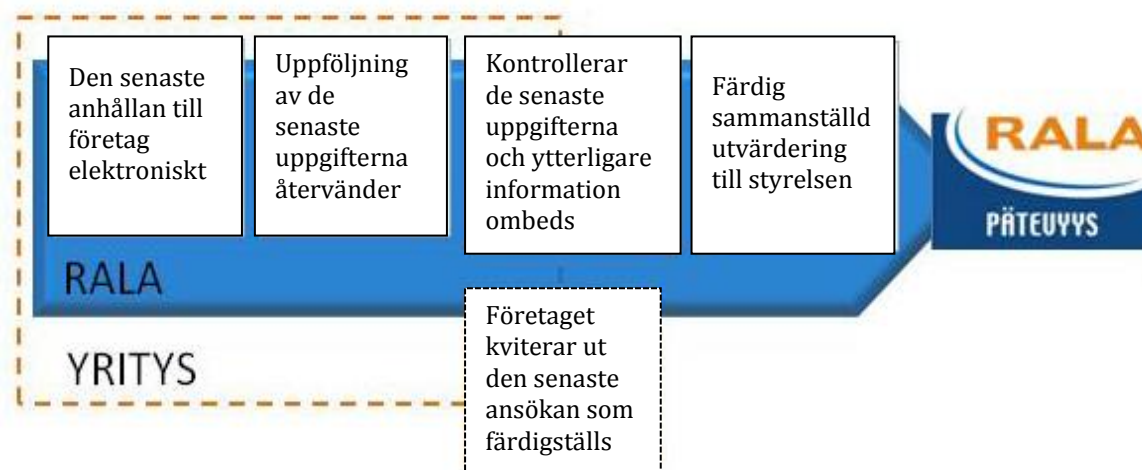 Den senaste
anhållan till
företag
elektroniskt
Uppföljning
av de
senaste
uppgifterna
återvänder
Kontrollerar
de senaste
uppgifterna
och ytterligare
information
ombeds
Färdig
sammanställd
utvärdering
till styrelsen
RALA
PÄTEVYYS
RALA
YRITYS
Företaget
kviterar ut
den senaste
ansökan som
färdigställs